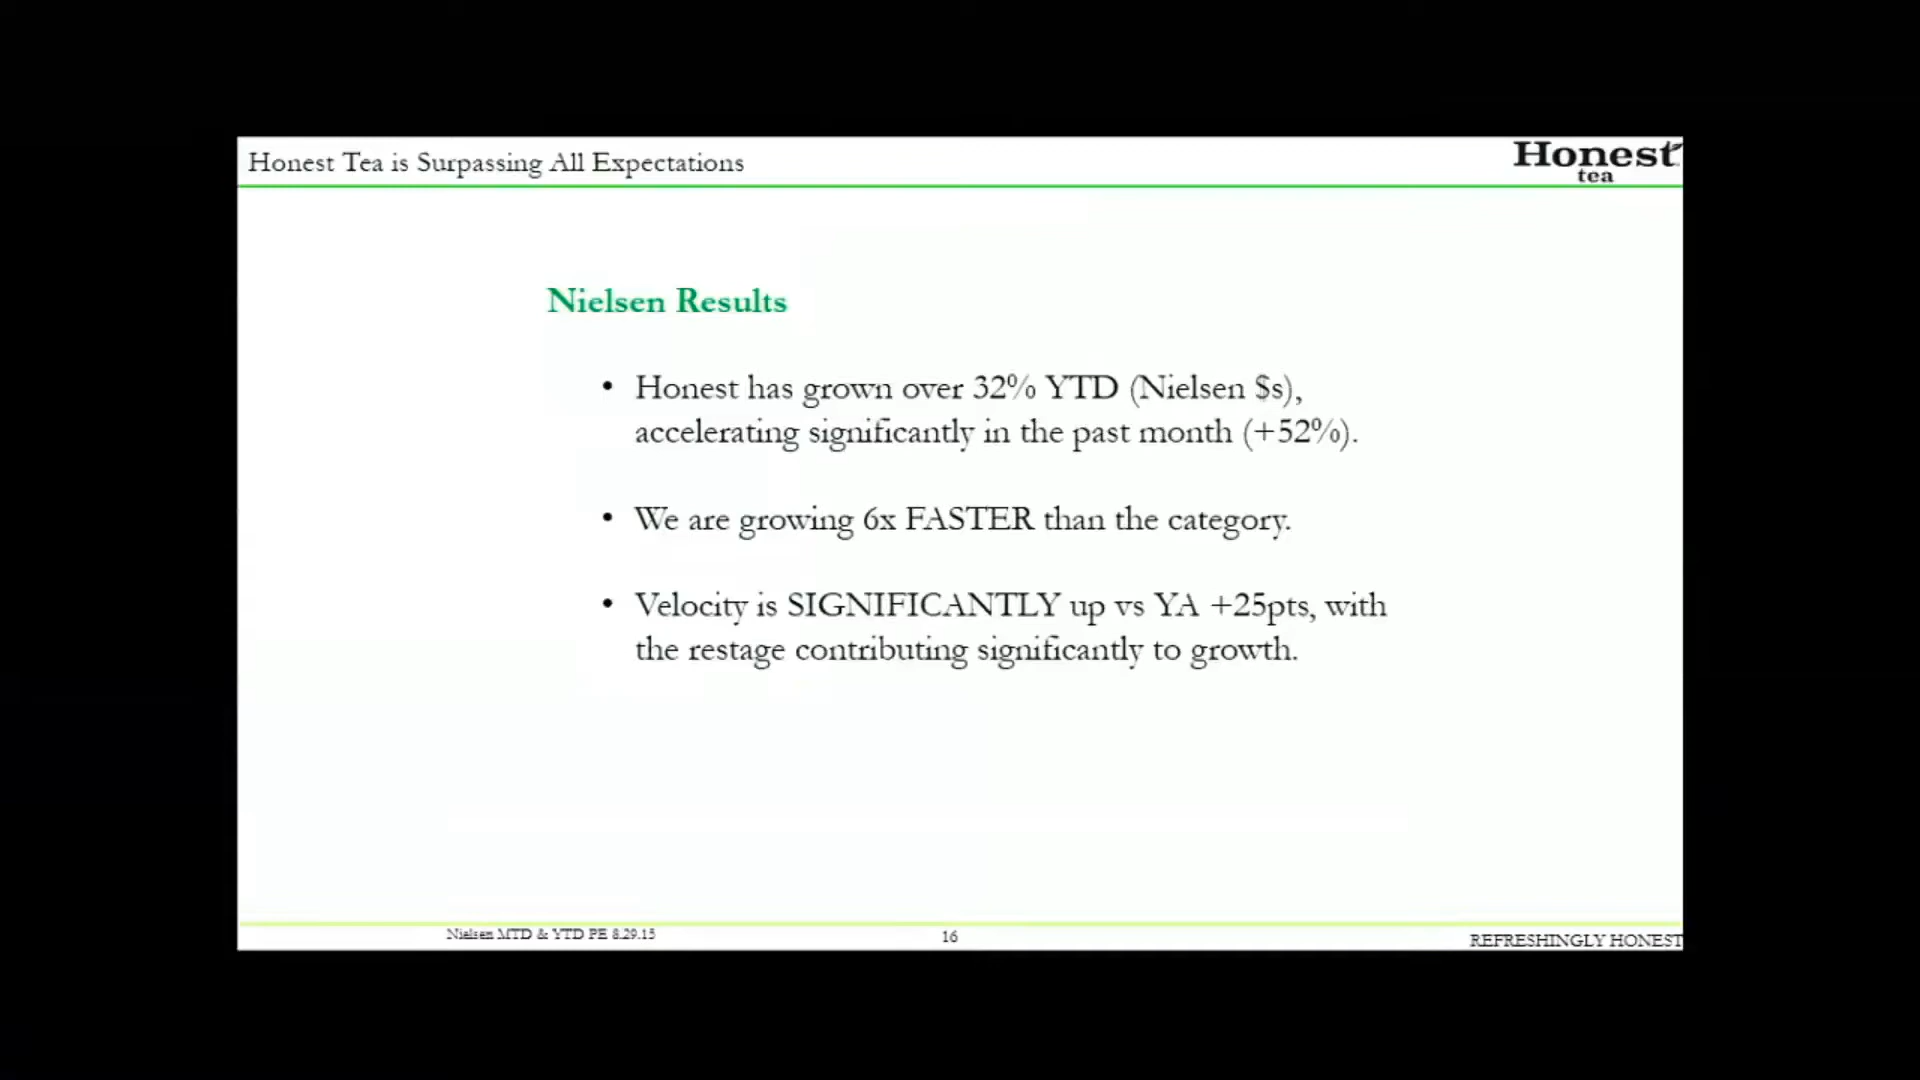 Honest Tea is Surpassing All Expectations
Honest
tea
Nielsen Results
• Honest has grown over 32% YTD (Nielsen $s),
accelerating significantly in the past month (+52%).
• We are growing 6x FASTER than the category.
• Velocity is SIGNIFICANTLY up vs YA +25pts, with
the restage contributing significantly to growth.
Nielsen MTD & YTD PE 8.29.15
16
REFRESHINGLY HONEST